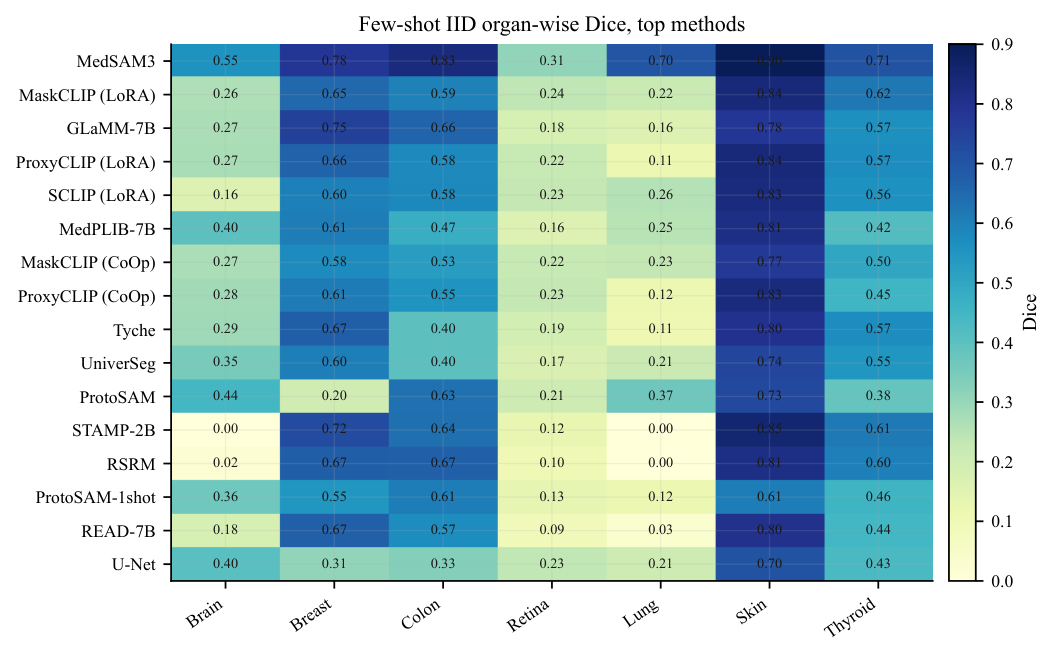 Few-shot IID organ-wise Dice, top methods
MedSAM3 0.55 0.78 0.83 0.31 0.70 0.90 0.71
MaskCLIP (LoRA) 0.26 0.65 0.59 0.24 0.22 0.84 0.62
GLaMM-7B 0.27 0.75 0.66 0.18 0.16 0.78 0.57
ProxyCLIP (LoRA) 0.27 0.66 0.58 0.22 0.11 0.84 0.57
SCLIP (LoRA) 0.16 0.60 0.58 0.23 0.26 0.83 0.56
MedPLIB-7B 0.40 0.61 0.47 0.16 0.25 0.81 0.42
MaskCLIP (CoOp) 0.27 0.58 0.53 0.22 0.23 0.77 0.50
ProxyCLIP (CoOp) 0.28 0.61 0.55 0.23 0.12 0.83 0.45
Tyche 0.29 0.67 0.40 0.19 0.11 0.80 0.57
UniverSeg 0.35 0.60 0.40 0.17 0.21 0.74 0.55
ProtoSAM 0.44 0.20 0.63 0.21 0.37 0.73 0.38
STAMP-2B 0.00 0.72 0.64 0.12 0.00 0.85 0.61
RSRM 0.02 0.67 0.67 0.10 0.00 0.81 0.60
ProtoSAM-1shot 0.36 0.55 0.61 0.13 0.12 0.61 0.46
READ-7B 0.18 0.67 0.57 0.09 0.03 0.80 0.44
U-Net 0.40 0.31 0.33 0.23 0.21 0.70 0.43
Brain Breast Colon Retina Lung Skin Thyroid
0.9
0.8
0.7
0.6
0.5
0.4
0.3
0.2
0.1
0.0
Dice